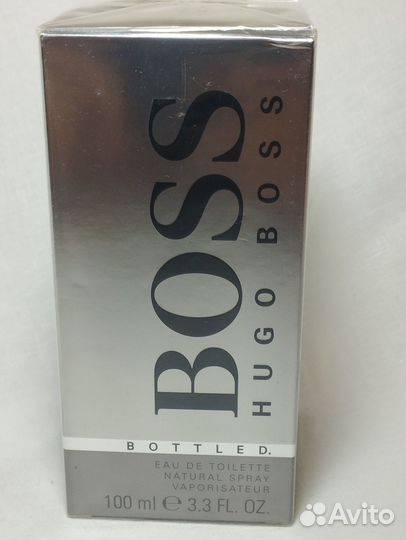 BOSS
HUGO BOSS
BOTTLED.
EAU DE TOILETTE
NATURAL SPRAY
VAPORISATEUR
100 ml ℮ 3.3 FL. OZ.
Avito